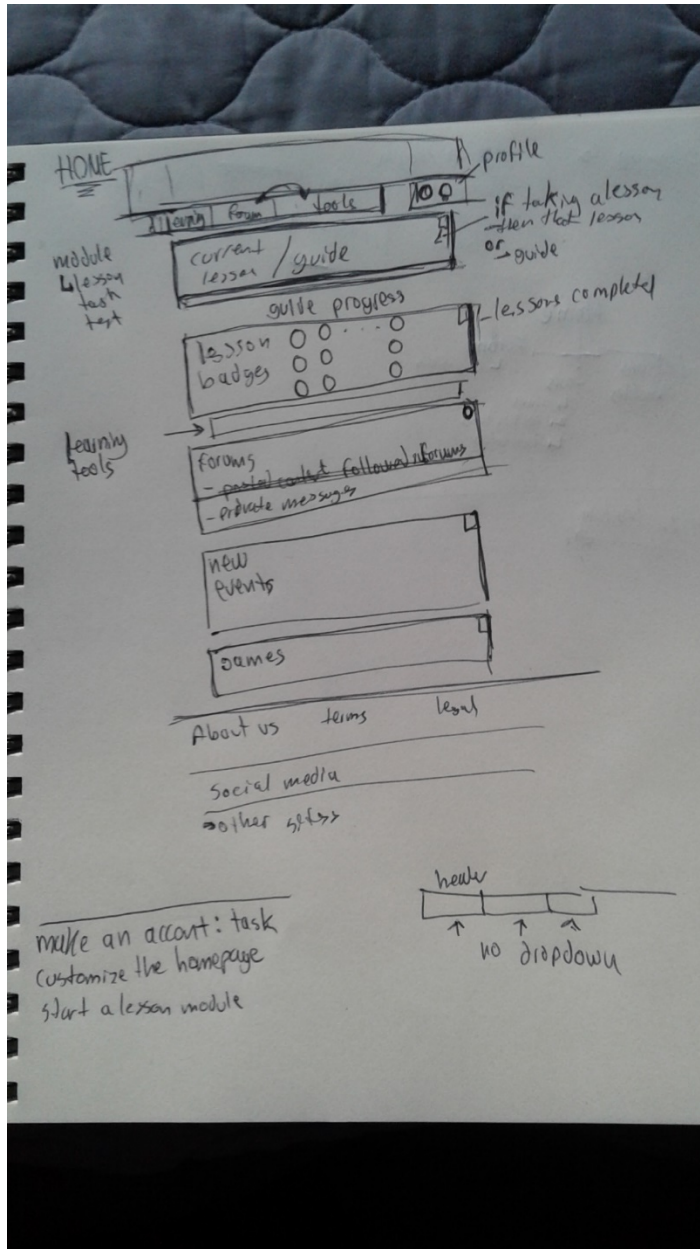 HOME
profile
learning forum tools
if taking a lesson
then that lesson
or
guide
module
lesson
task
test
current
lesson / guide
guide progress
lessons completed
lesson
badges
Learning
tools
forums
- followed forums
- private messages
new
events
games
About us terms legal
Social media
other
header
make an account: task
customize the homepage
start a lesson module
no dropdown